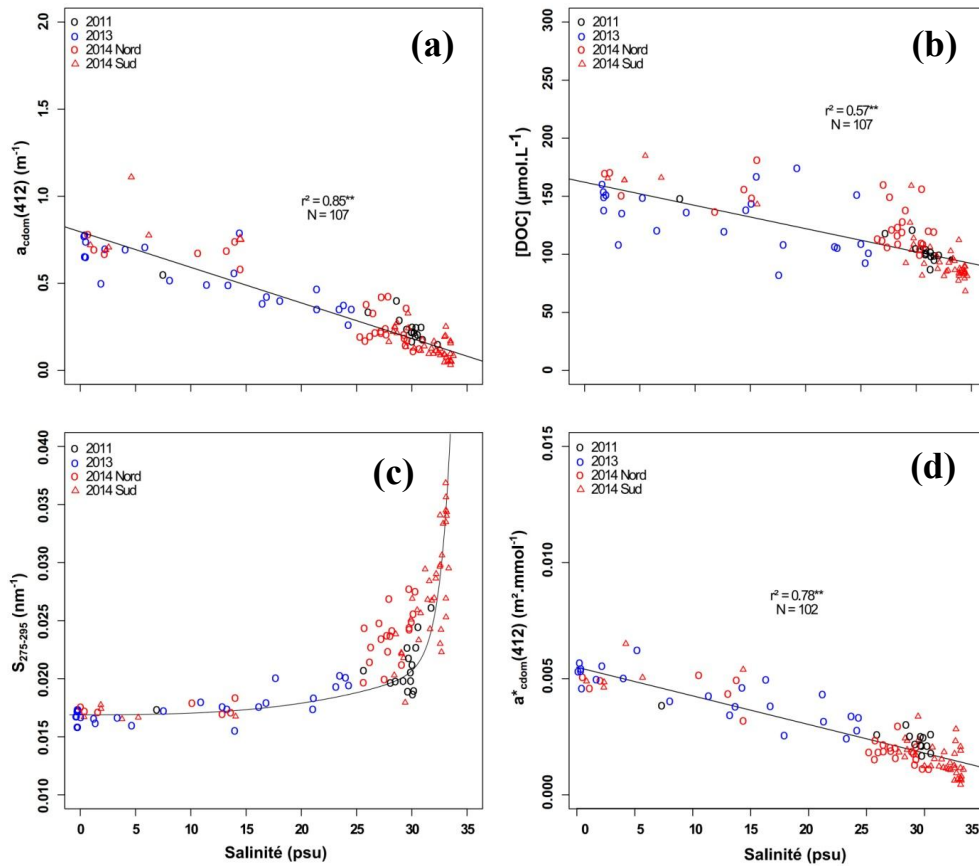 (a)
2011
2013
2014 Nord
2014 Sud
r² = 0.85**
N = 107
a_cdom(412) (m⁻¹)
2.0
1.5
1.0
0.5
0.0
(b)
2011
2013
2014 Nord
2014 Sud
r² = 0.57**
N = 107
[DOC] (µmol.L⁻¹)
300
250
200
150
100
50
0
(c)
2011
2013
2014 Nord
2014 Sud
S₂₇₅₋₂₉₅ (nm⁻¹)
0.040
0.035
0.030
0.025
0.020
0.015
0.010
0 5 10 15 20 25 30 35
Salinité (psu)
(d)
2011
2013
2014 Nord
2014 Sud
r² = 0.78**
N = 102
a*_cdom(412) (m².mmol⁻¹)
0.015
0.010
0.005
0.000
0 5 10 15 20 25 30 35
Salinité (psu)